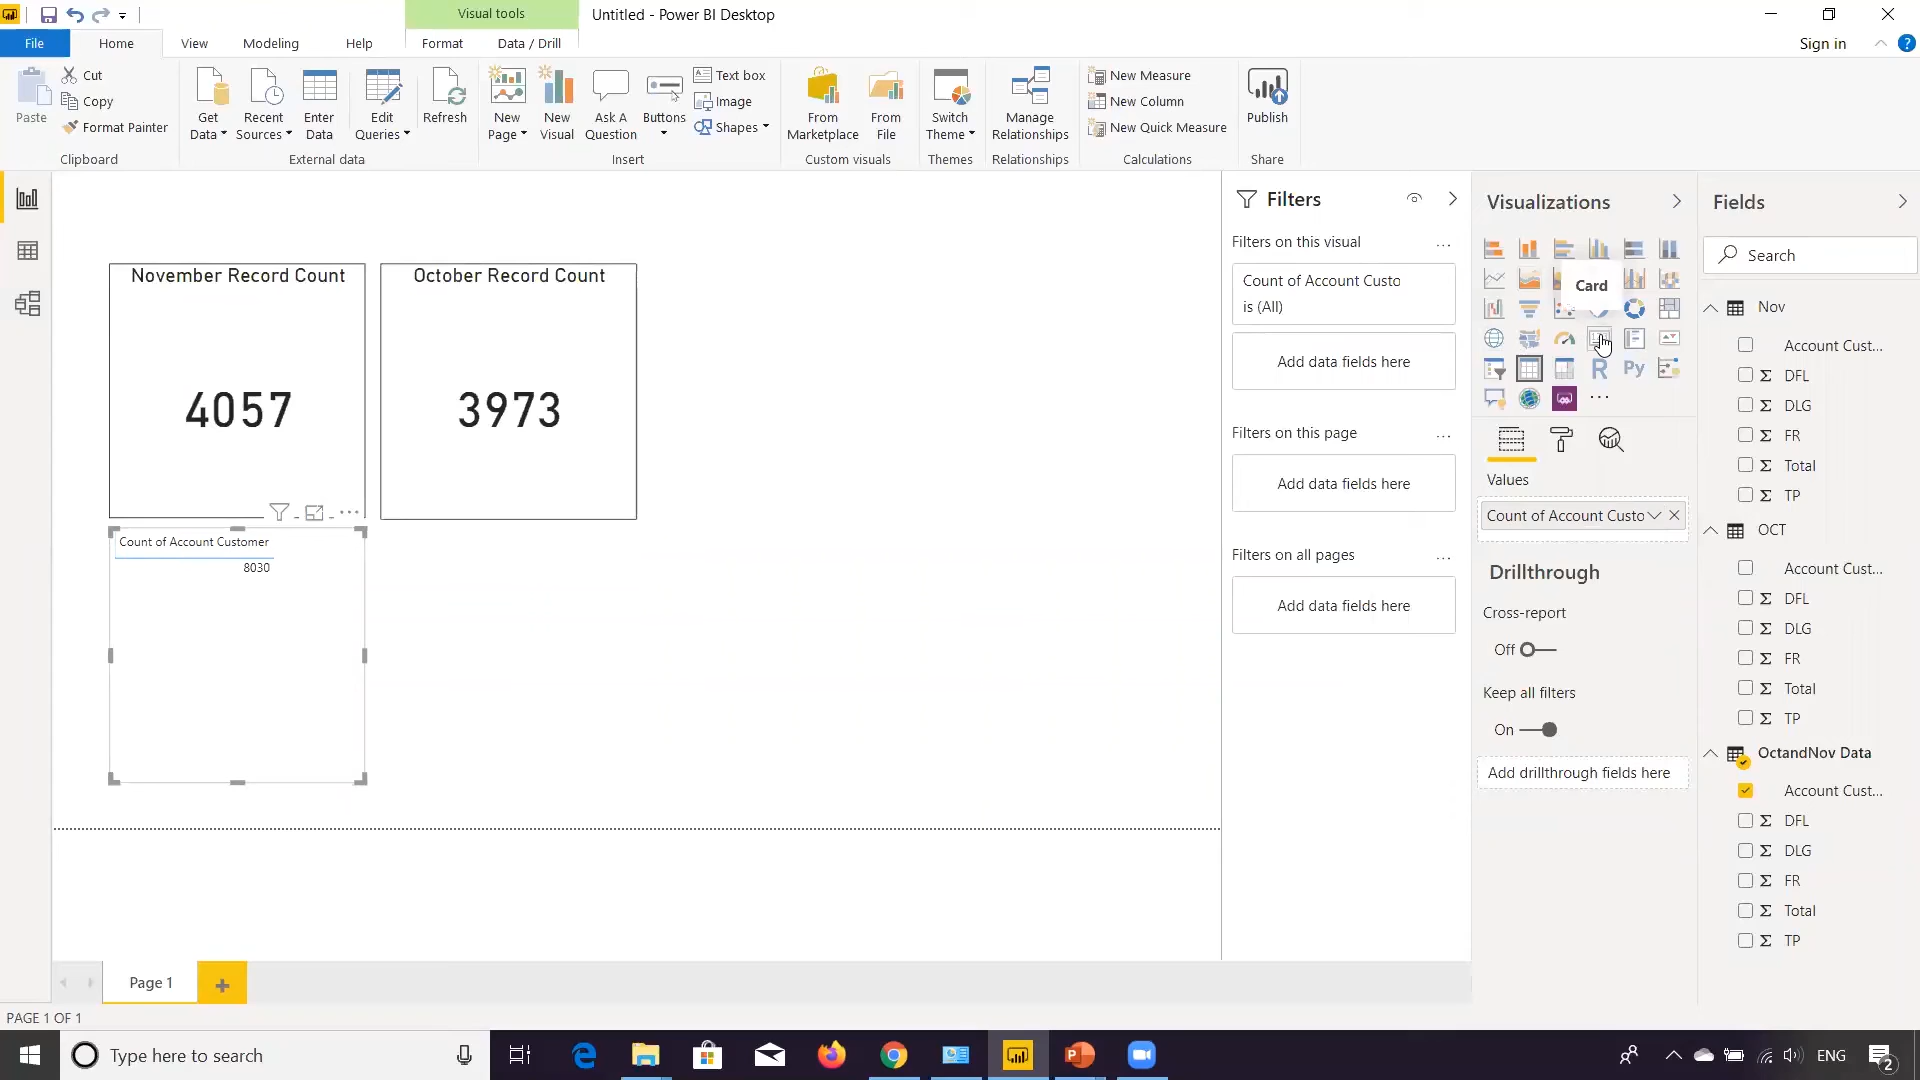 Visual tools
Untitled - Power BI Desktop
File
Home
View
Modeling
Help
Format
Data / Drill
Sign in
?
Paste
Cut
Copy
Format Painter
Clipboard
Get Data
Recent Sources
Enter Data
Edit Queries
Refresh
External data
New Page
New Visual
Ask A Question
Buttons
Text box
Image
Shapes
Insert
From Marketplace
From File
Custom visuals
Switch Theme
Themes
Manage Relationships
Relationships
New Measure
New Column
New Quick Measure
Calculations
Publish
Share
November Record Count
4057
October Record Count
3973
Count of Account Customer
8030
Filters
Filters on this visual
...
Count of Account Custo
is (All)
Add data fields here
Filters on this page
...
Add data fields here
Filters on all pages
...
Add data fields here
Visualizations
Card
R
Py
...
Values
Count of Account Custo
Drillthrough
Cross-report
Off
Keep all filters
On
Add drillthrough fields here
Fields
Search
Nov
Account Cust...
Σ DFL
Σ DLG
Σ FR
Σ Total
Σ TP
OCT
Account Cust...
Σ DFL
Σ DLG
Σ FR
Σ Total
Σ TP
OctandNov Data
Account Cust...
Σ DFL
Σ DLG
Σ FR
Σ Total
Σ TP
Page 1
+
PAGE 1 OF 1
Type here to search
ENG
2